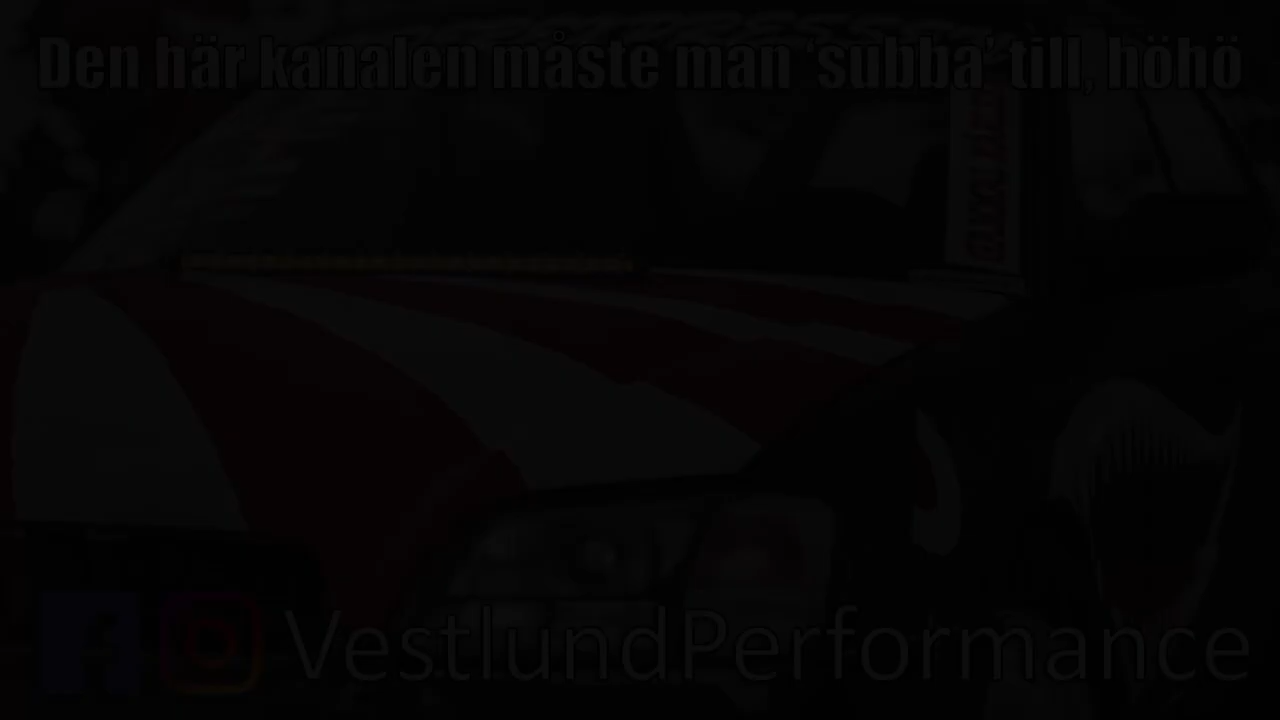 Den här kanalen måste man 'subba' till, höhö
VestlundPerformance